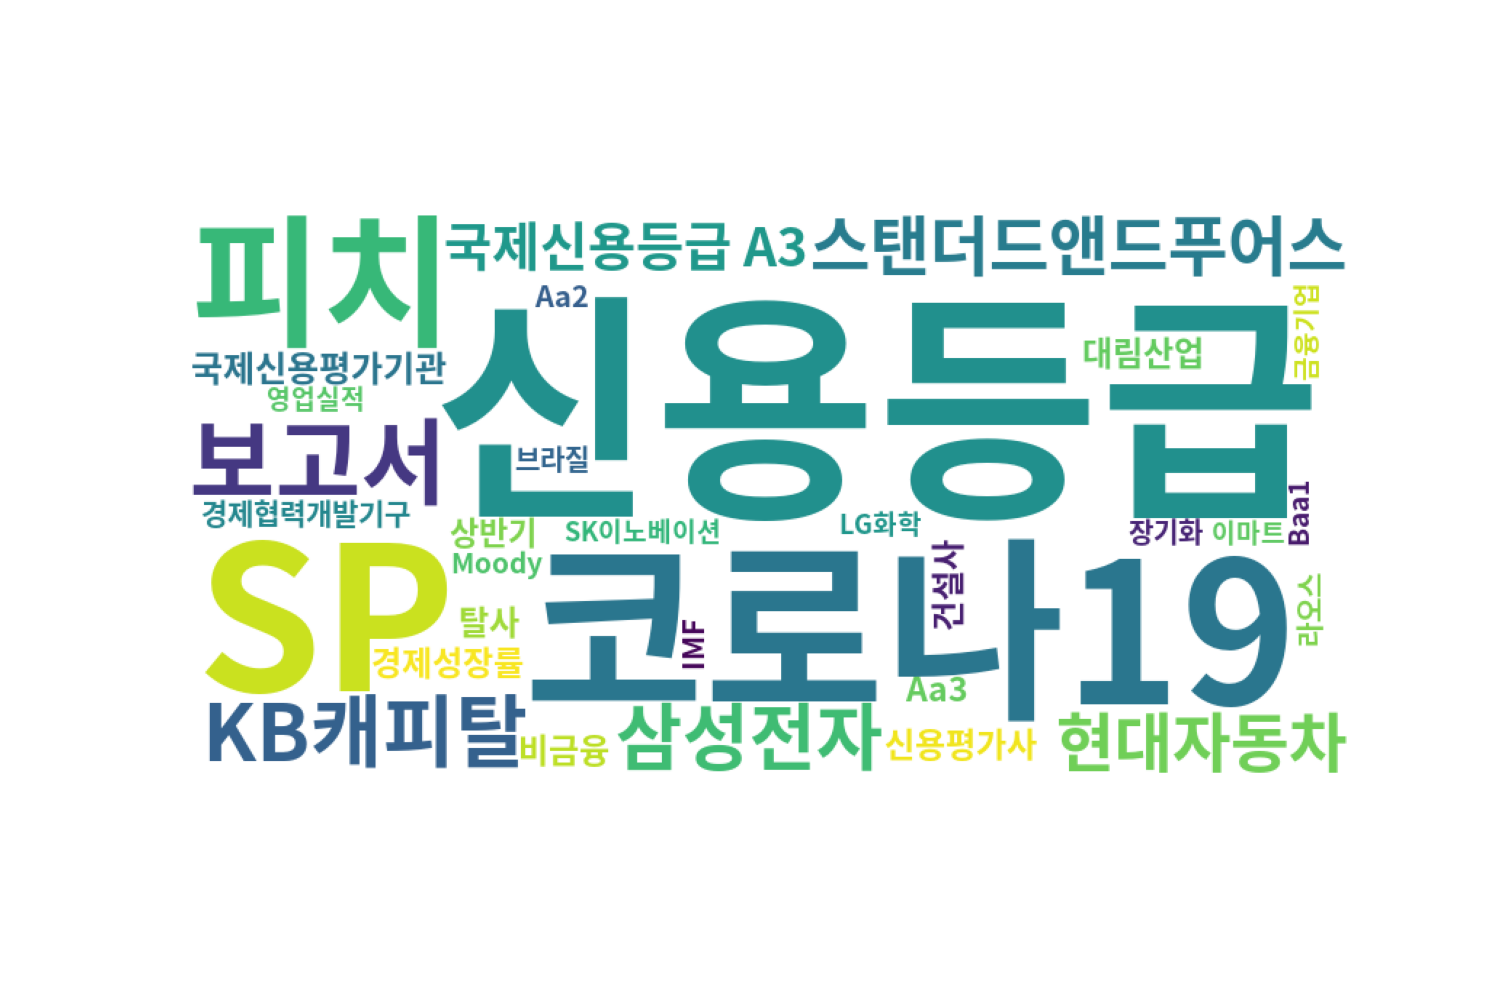 피치
국제신용등급 A3
스탠더드앤드푸어스
Aa2
신용등급
대림산업
금융기업
국제신용평가기관
영업실적
보고서
브라질
경제협력개발기구
상반기
SK이노베이션
LG화학
장기화
이마트
Baa1
SP
Moody
코로나19
건설사
라오스
탈사
IMF
경제성장률
Aa3
KB캐피탈
비금융
삼성전자
신용평가사
현대자동차